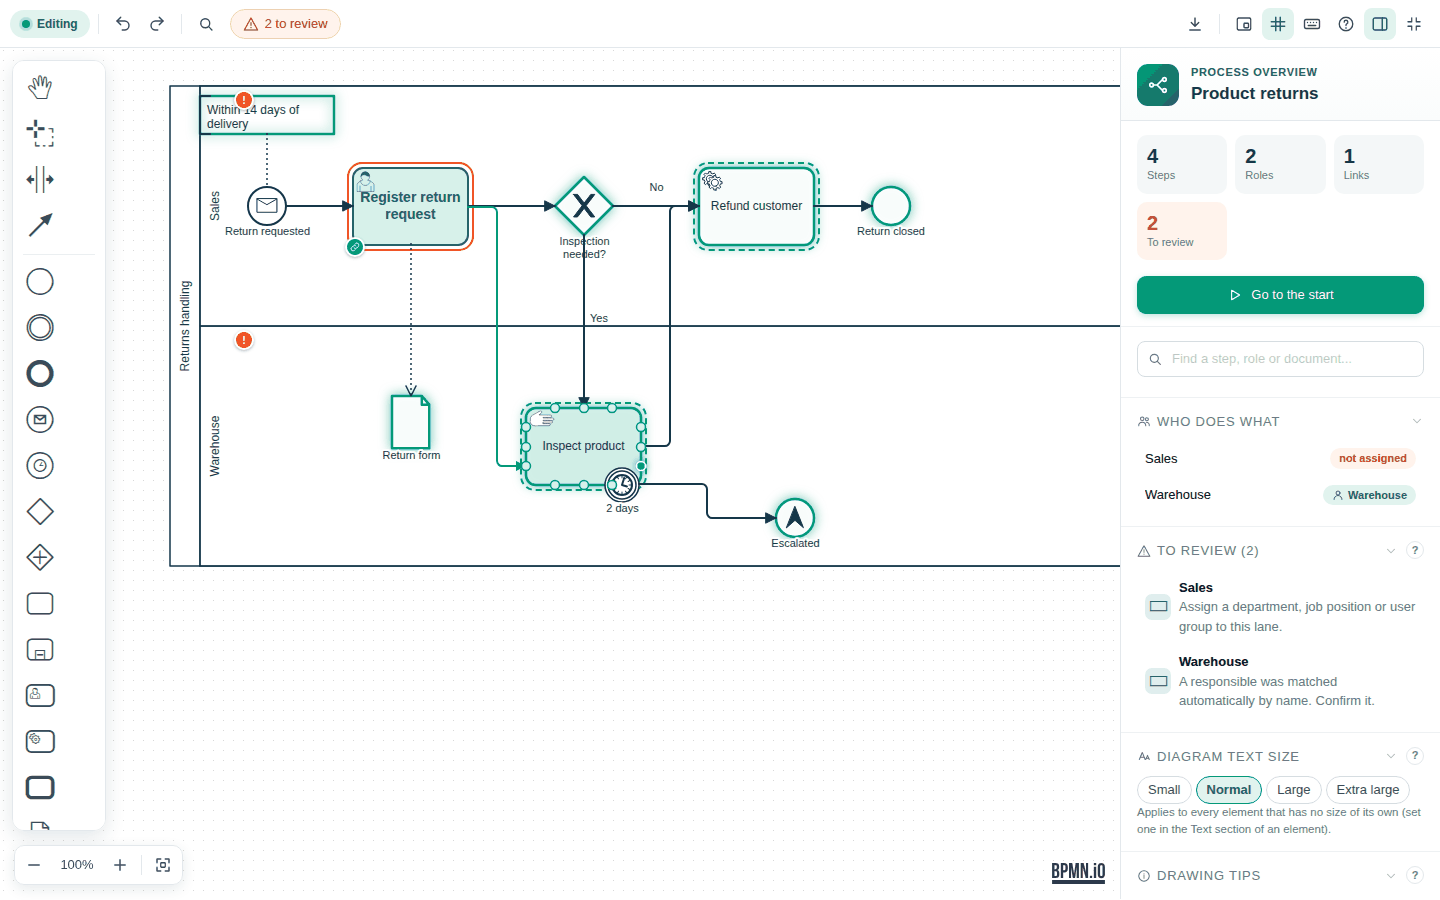 Editing
2 to review
Within 14 days of
delivery
Sales
Returns handling
Warehouse
Return requested
Register return
request
Inspection
needed?
No
Yes
Refund customer
Return closed
Return form
Inspect product
2 days
Escalated
100%
BPMN.iO
PROCESS OVERVIEW
Product returns
4
Steps
2
Roles
1
Links
2
To review
Go to the start
Find a step, role or document...
WHO DOES WHAT
Sales
not assigned
Warehouse
Warehouse
TO REVIEW (2)
?
Sales
Assign a department, job position or user
group to this lane.
Warehouse
A responsible was matched
automatically by name. Confirm it.
DIAGRAM TEXT SIZE
?
Small
Normal
Large
Extra large
Applies to every element that has no size of its own (set
one in the Text section of an element).
DRAWING TIPS
?